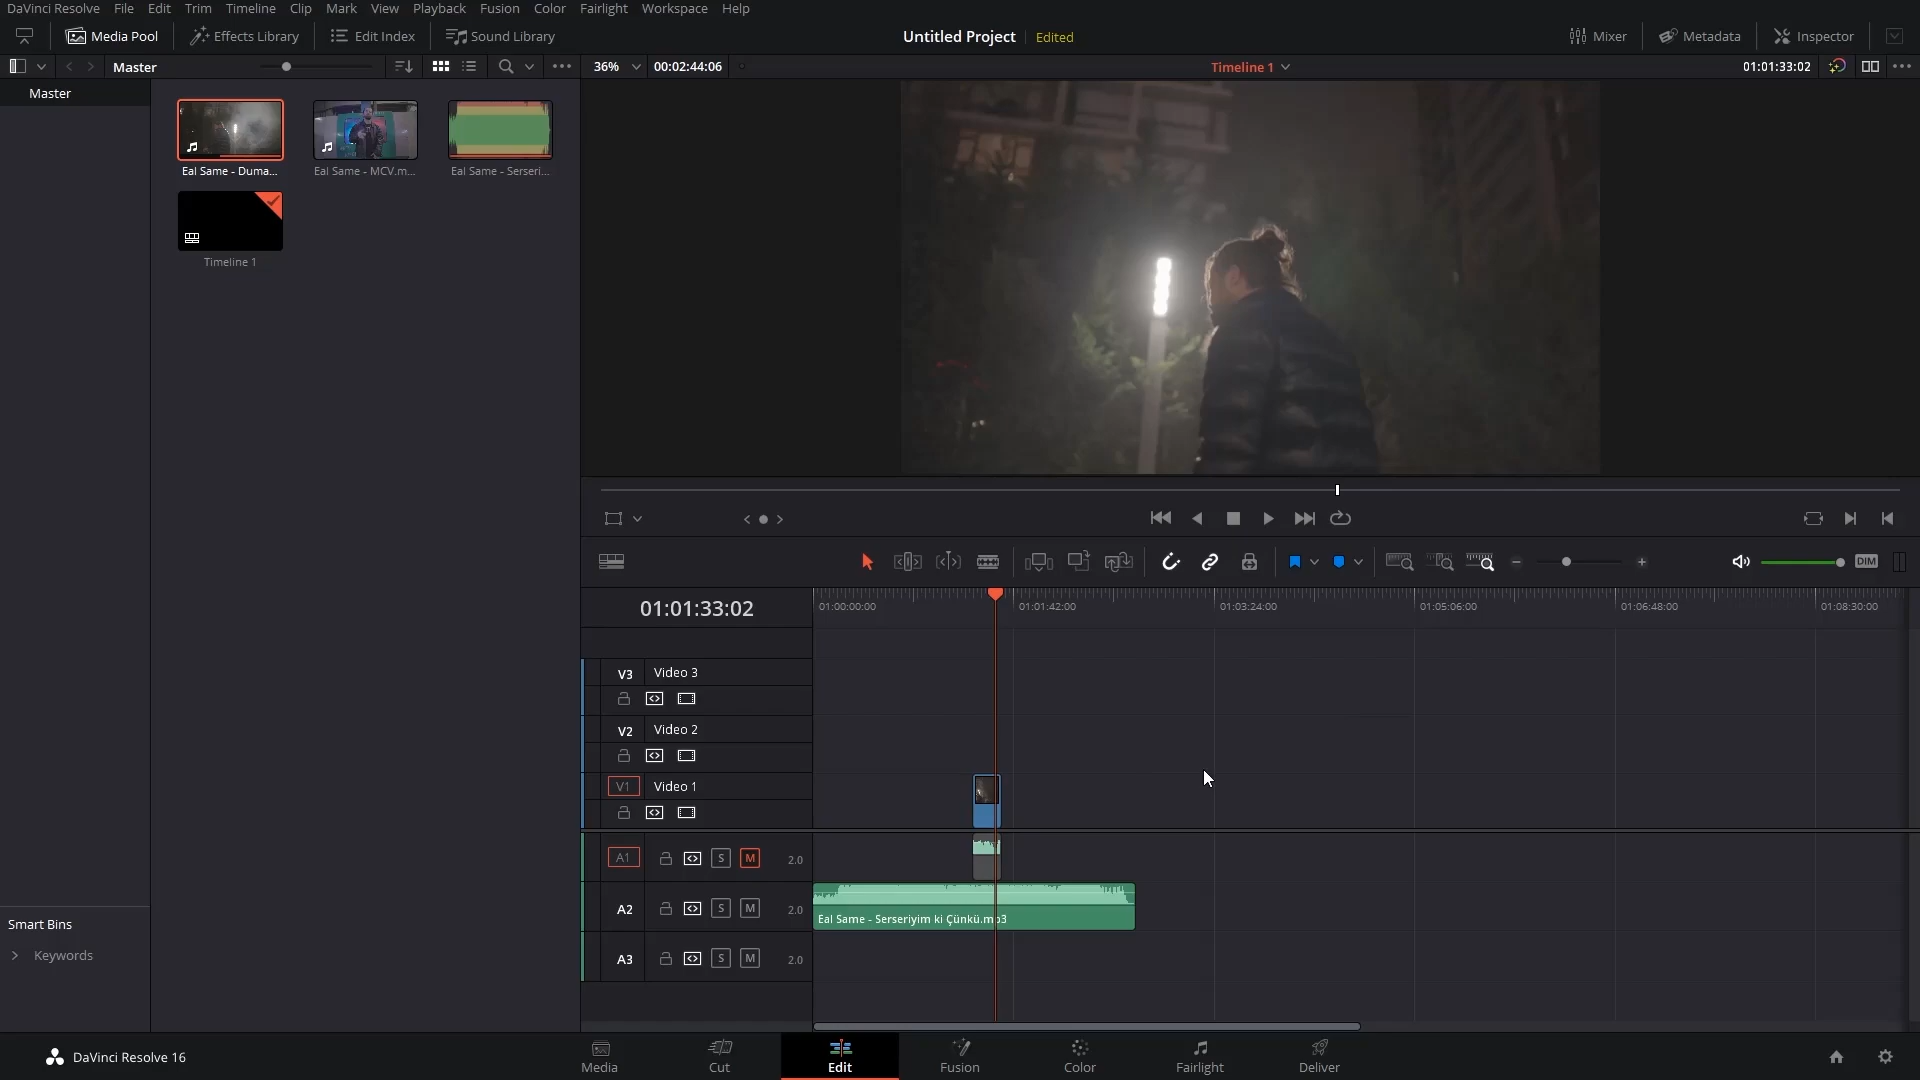 DaVinci Resolve File Edit Trim Timeline Clip Mark View Playback Fusion Color Fairlight Workspace Help
Media Pool Effects Library Edit Index Sound Library Untitled Project Edited Mixer Metadata Inspector
Master 36% 00:02:44:06 Timeline 1 01:01:33:02
Master
Eal Same - Duma... Eal Same - MCV.m... Eal Same - Serseri...
Timeline 1
DIM
01:01:33:02 01:00:00:00 01:01:42:00 01:03:24:00 01:05:06:00 01:06:48:00 01:08:30:00
V3 Video 3
V2 Video 2
V1 Video 1
A1 S M 2.0
A2 S M 2.0
Eal Same - Serseriyim ki Çünkü.mp3
A3 S M 2.0
Smart Bins
Keywords
DaVinci Resolve 16 Media Cut Edit Fusion Color Fairlight Deliver